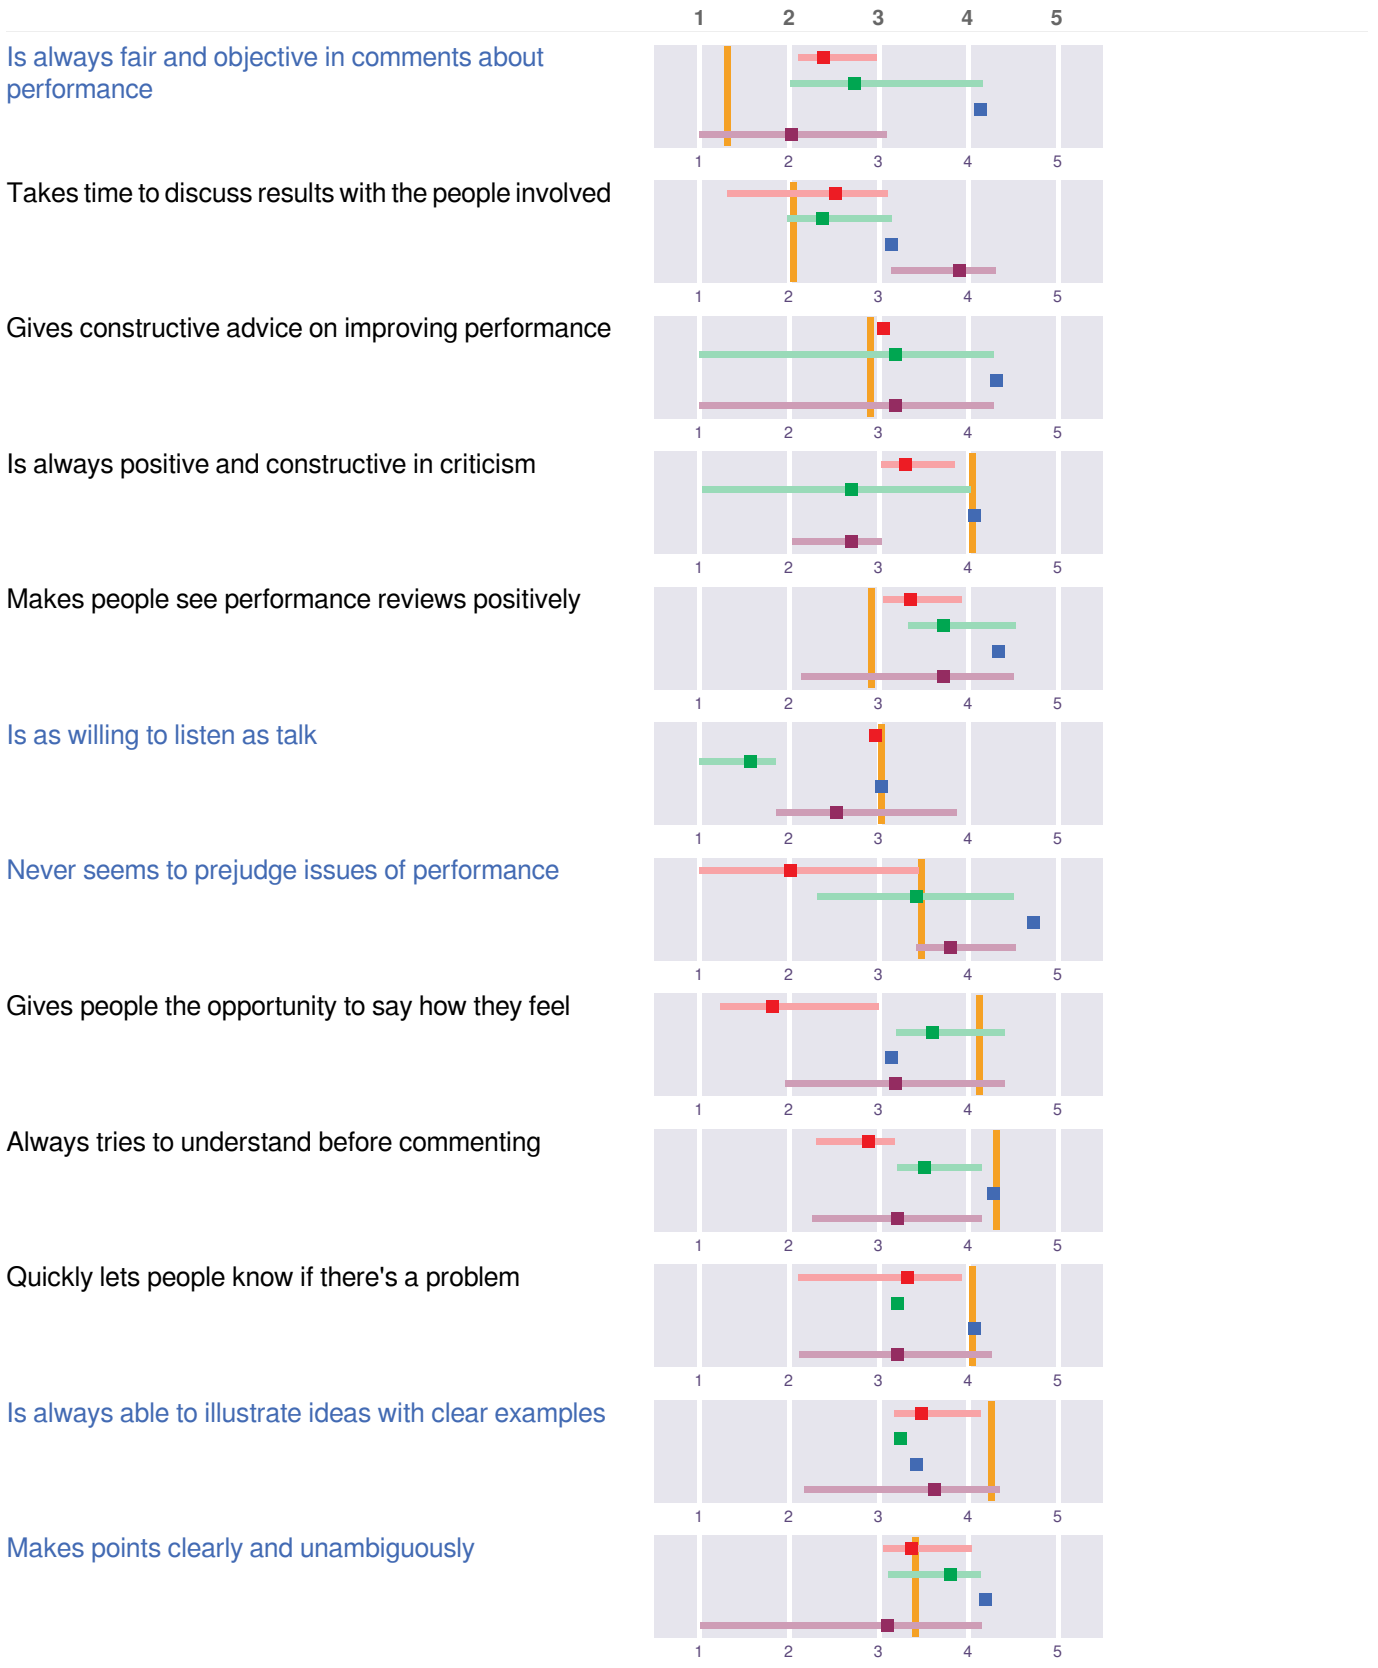 1 2 3 4 5
Is always fair and objective in comments about
performance
1 2 3 4 5
Takes time to discuss results with the people involved
1 2 3 4 5
Gives constructive advice on improving performance
1 2 3 4 5
Is always positive and constructive in criticism
1 2 3 4 5
Makes people see performance reviews positively
1 2 3 4 5
Is as willing to listen as talk
1 2 3 4 5
Never seems to prejudge issues of performance
1 2 3 4 5
Gives people the opportunity to say how they feel
1 2 3 4 5
Always tries to understand before commenting
1 2 3 4 5
Quickly lets people know if there's a problem
1 2 3 4 5
Is always able to illustrate ideas with clear examples
1 2 3 4 5
Makes points clearly and unambiguously
1 2 3 4 5